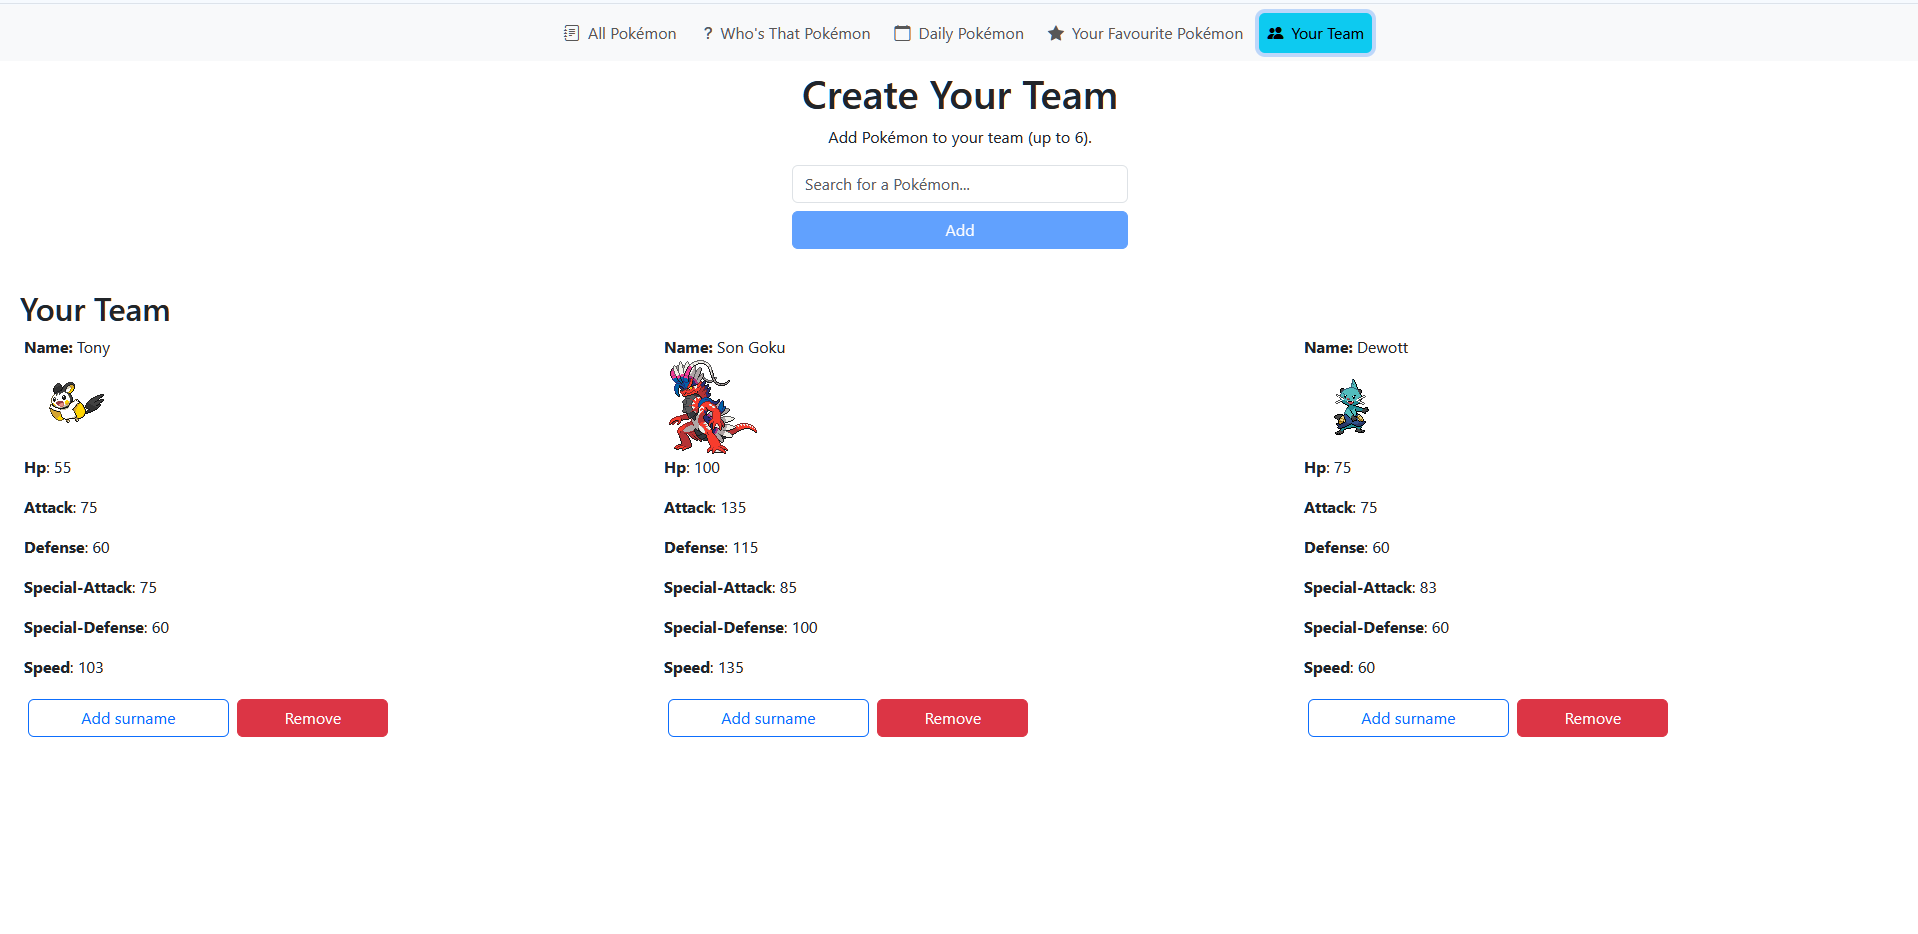 All Pokémon ? Who's That Pokémon Daily Pokémon Your Favourite Pokémon Your Team
Create Your Team
Add Pokémon to your team (up to 6).
Search for a Pokémon...
Add
Your Team
Name: Tony
Hp: 55
Attack: 75
Defense: 60
Special-Attack: 75
Special-Defense: 60
Speed: 103
Add surname Remove
Name: Son Goku
Hp: 100
Attack: 135
Defense: 115
Special-Attack: 85
Special-Defense: 100
Speed: 135
Add surname Remove
Name: Dewott
Hp: 75
Attack: 75
Defense: 60
Special-Attack: 83
Special-Defense: 60
Speed: 60
Add surname Remove